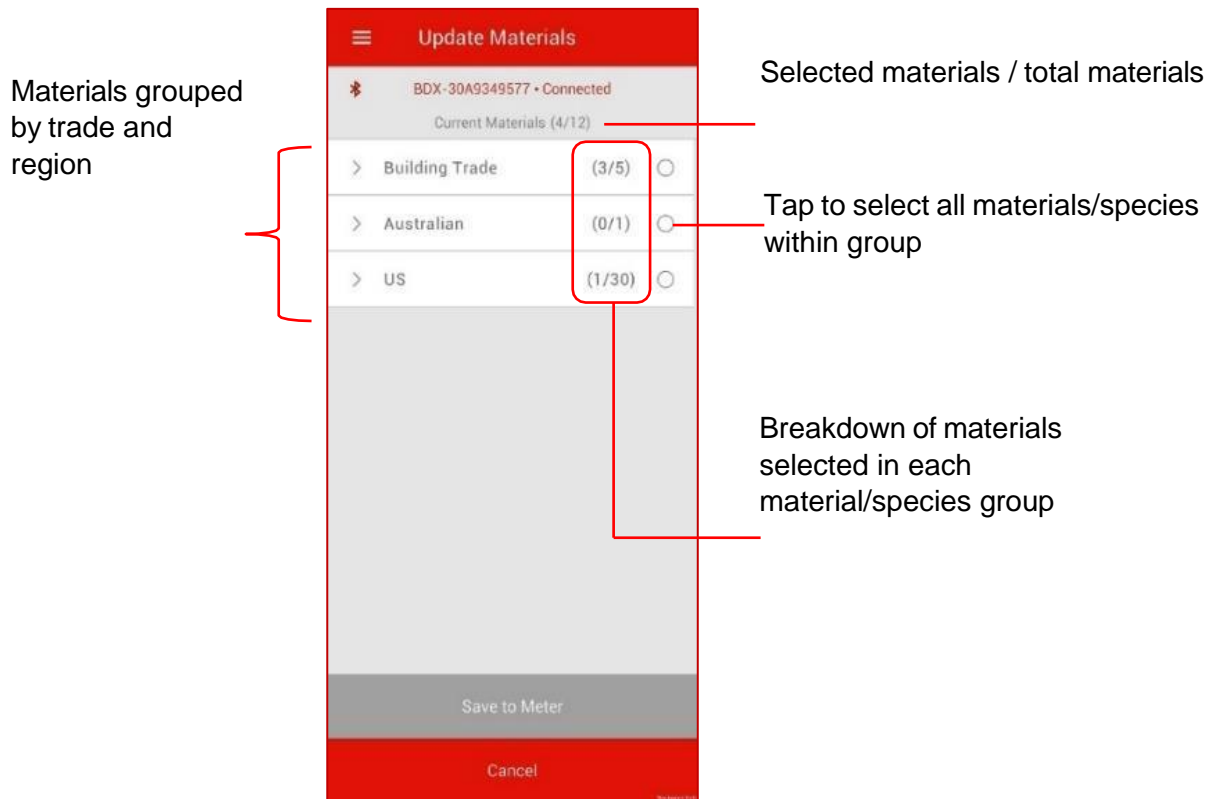 Update Materials
BDX-30A9349577 • Connected
Current Materials (4/12)
Building Trade (3/5)
Australian (0/1)
US (1/30)
Save to Meter
Cancel
Materials grouped
by trade and
region
Selected materials / total materials
Tap to select all materials/species
within group
Breakdown of materials
selected in each
material/species group